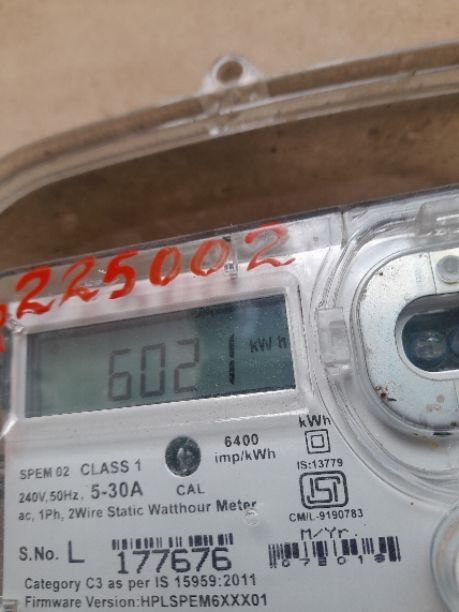 225002
6021 kWh
6400
imp/kWh
kWh
IS:13779
SPEM 02 CLASS 1
240V, 50Hz, 5-30A CAL
ac, 1Ph, 2Wire Static Watthour Meter
ISI
CM/L-9190783
M/Yr.
S.No. L 177676
Category C3 as per IS 15959:2011
Firmware Version:HPLSPEM6XXX01